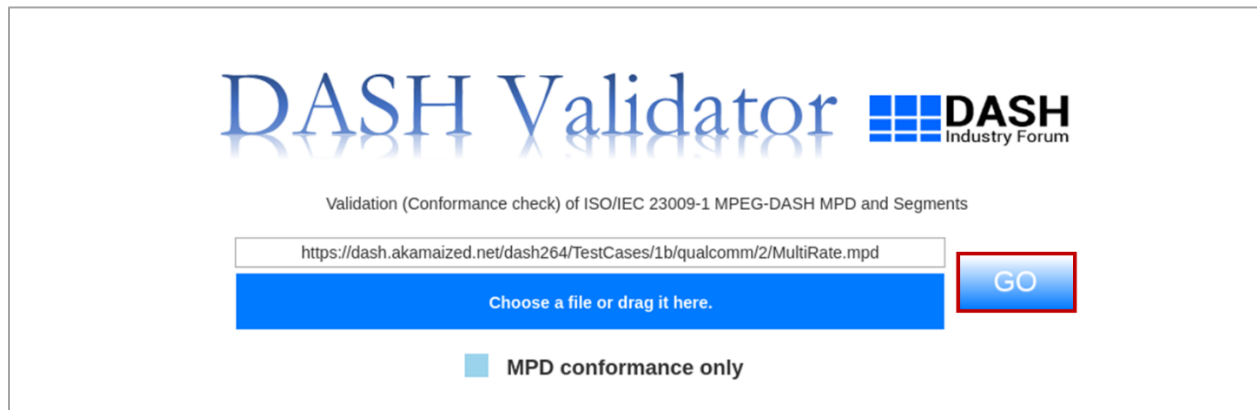 DASH Validator
DASH
Industry Forum
Validation (Conformance check) of ISO/IEC 23009-1 MPEG-DASH MPD and Segments
https://dash.akamaized.net/dash264/TestCases/1b/qualcomm/2/MultiRate.mpd
GO
Choose a file or drag it here.
MPD conformance only